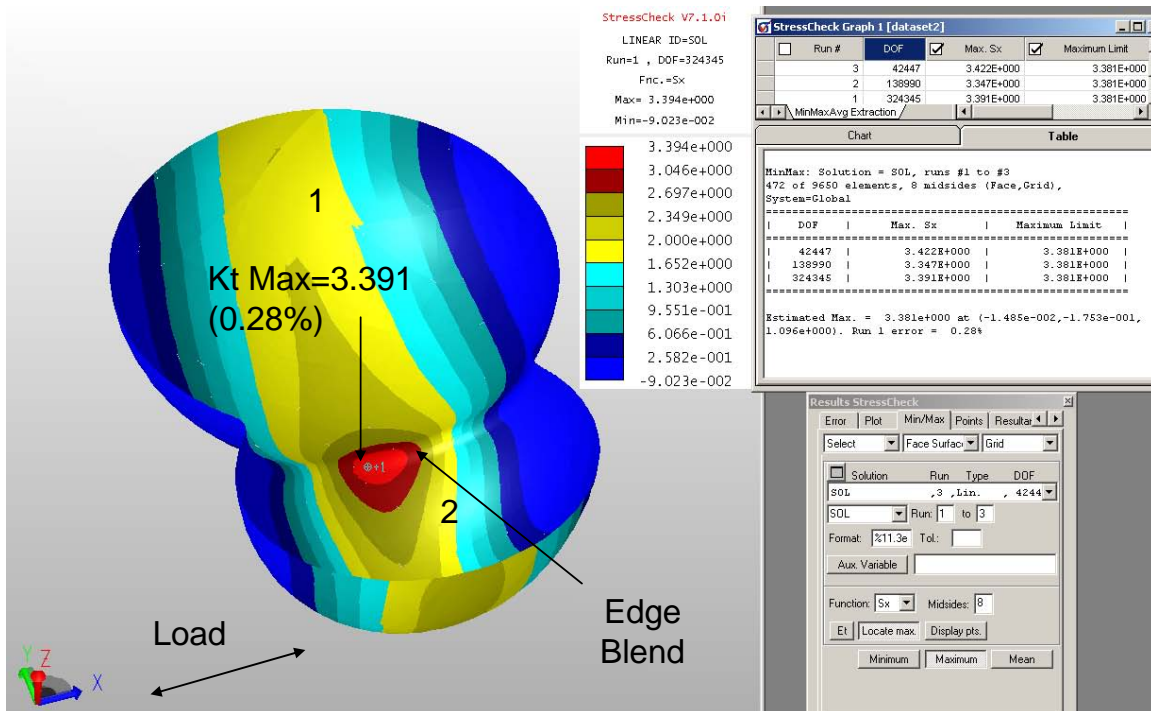 StressCheck V7.1.0i
LINEAR ID=SOL
Run=1 , DOF=324345
Fnc.=Sx
Max= 3.394e+000
Min=-9.023e-002
3.394e+000
3.046e+000
2.697e+000
2.349e+000
2.000e+000
1.652e+000
1.303e+000
9.551e-001
6.066e-001
2.582e-001
-9.023e-002
1
Kt Max=3.391
(0.28%)
+1
2
Edge
Blend
Load
Y Z X
StressCheck Graph 1 [dataset2]
Run # DOF Max. Sx Maximum Limit
3 42447 3.422E+000 3.381E+000
2 138990 3.347E+000 3.381E+000
1 324345 3.391E+000 3.381E+000
MinMaxAvg Extraction
Chart Table
MinMax: Solution = SOL, runs #1 to #3
472 of 9650 elements, 8 midsides (Face,Grid),
System=Global
=================================================
| DOF | Max. Sx | Maximum Limit |
=================================================
| 42447 | 3.422E+000 | 3.381E+000 |
| 138990 | 3.347E+000 | 3.381E+000 |
| 324345 | 3.391E+000 | 3.381E+000 |
=================================================
Estimated Max. = 3.381e+000 at (-1.485e-002,-1.753e-001,
1.096e+000). Run 1 error = 0.28%
Results StressCheck
Error Plot Min/Max Points Resultan
Select Face Surfac Grid
Solution Run Type DOF
SOL ,3 ,Lin. , 4244
SOL Run: 1 to 3
Format: %11.3e Tol.:
Aux. Variable
Function: Sx Midsides: 8
Et Locate max. Display pts.
Minimum Maximum Mean